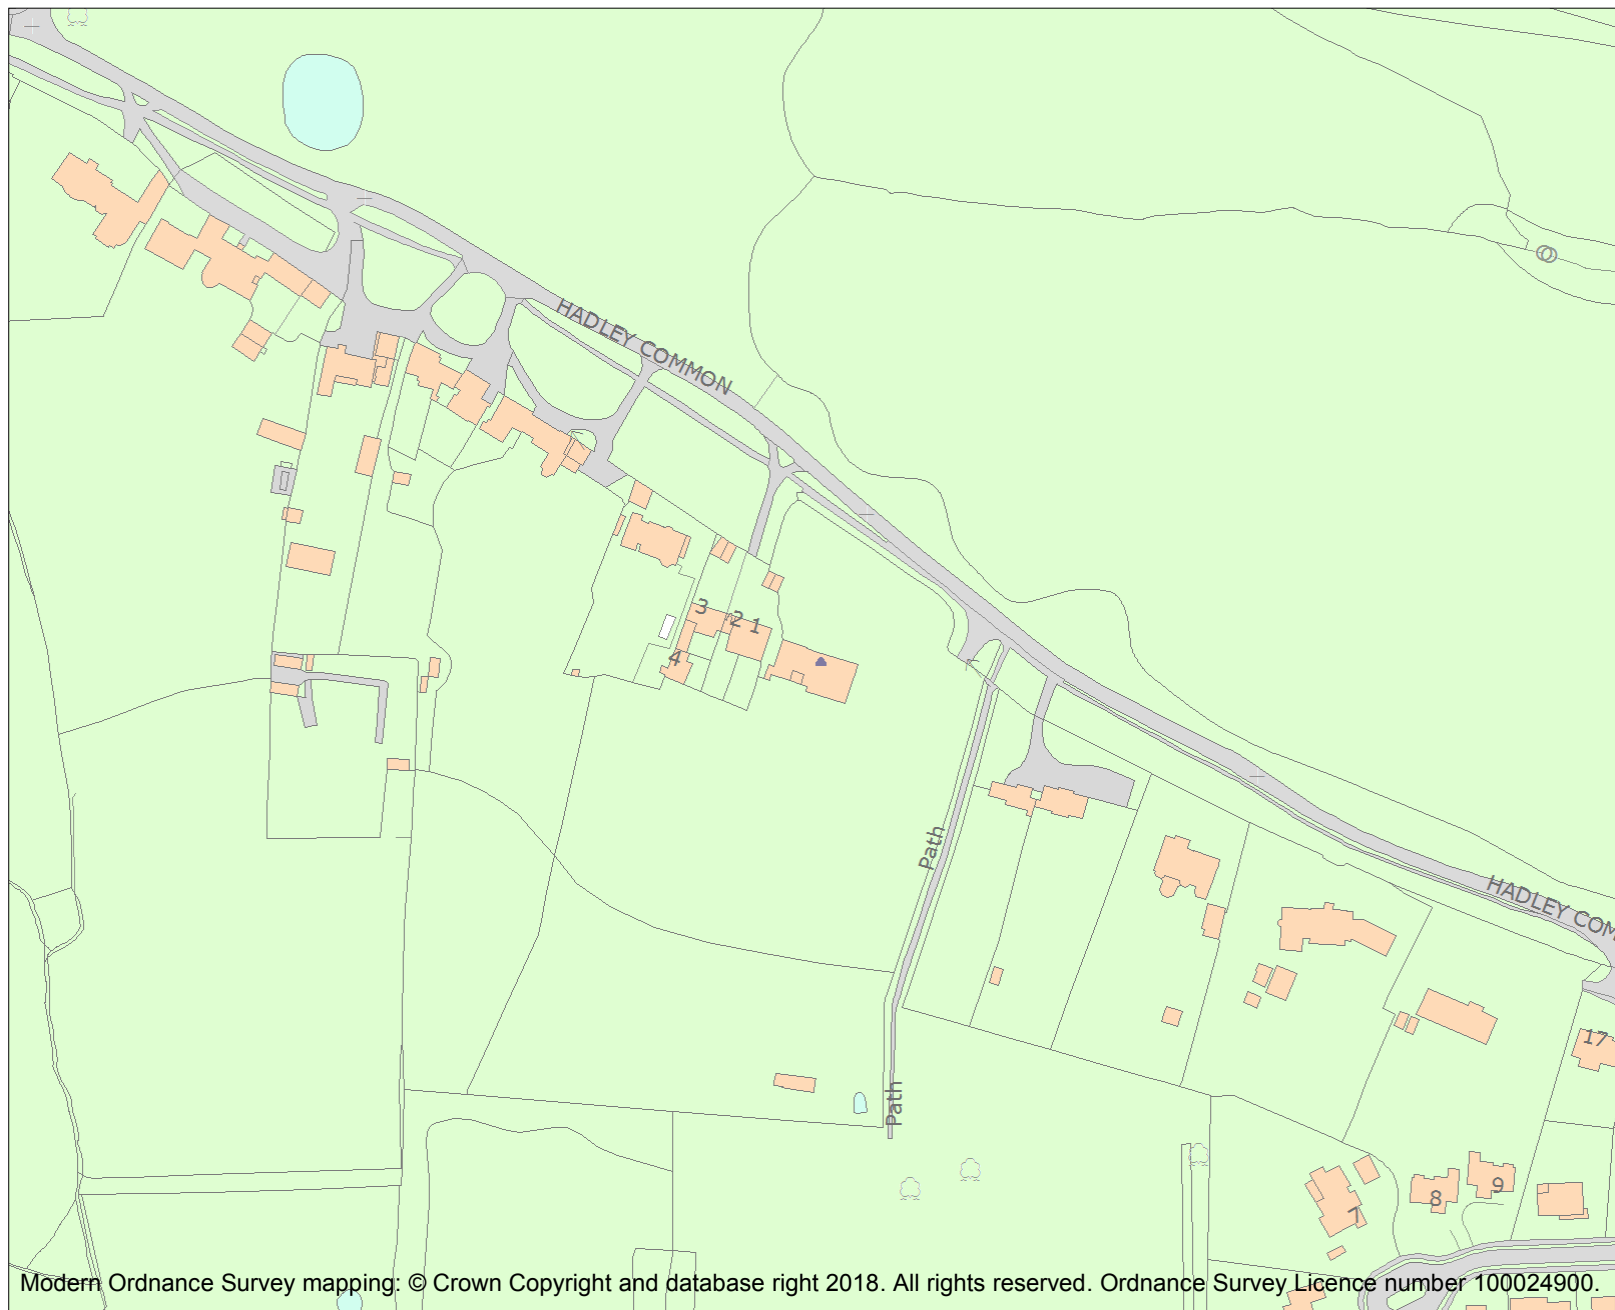 HADLEY COMMON
3
2
1
4
Path
HADLEY COM
17
Path
9
8
7
Modern Ordnance Survey mapping: © Crown Copyright and database right 2018. All rights reserved. Ordnance Survey Licence number 100024900.